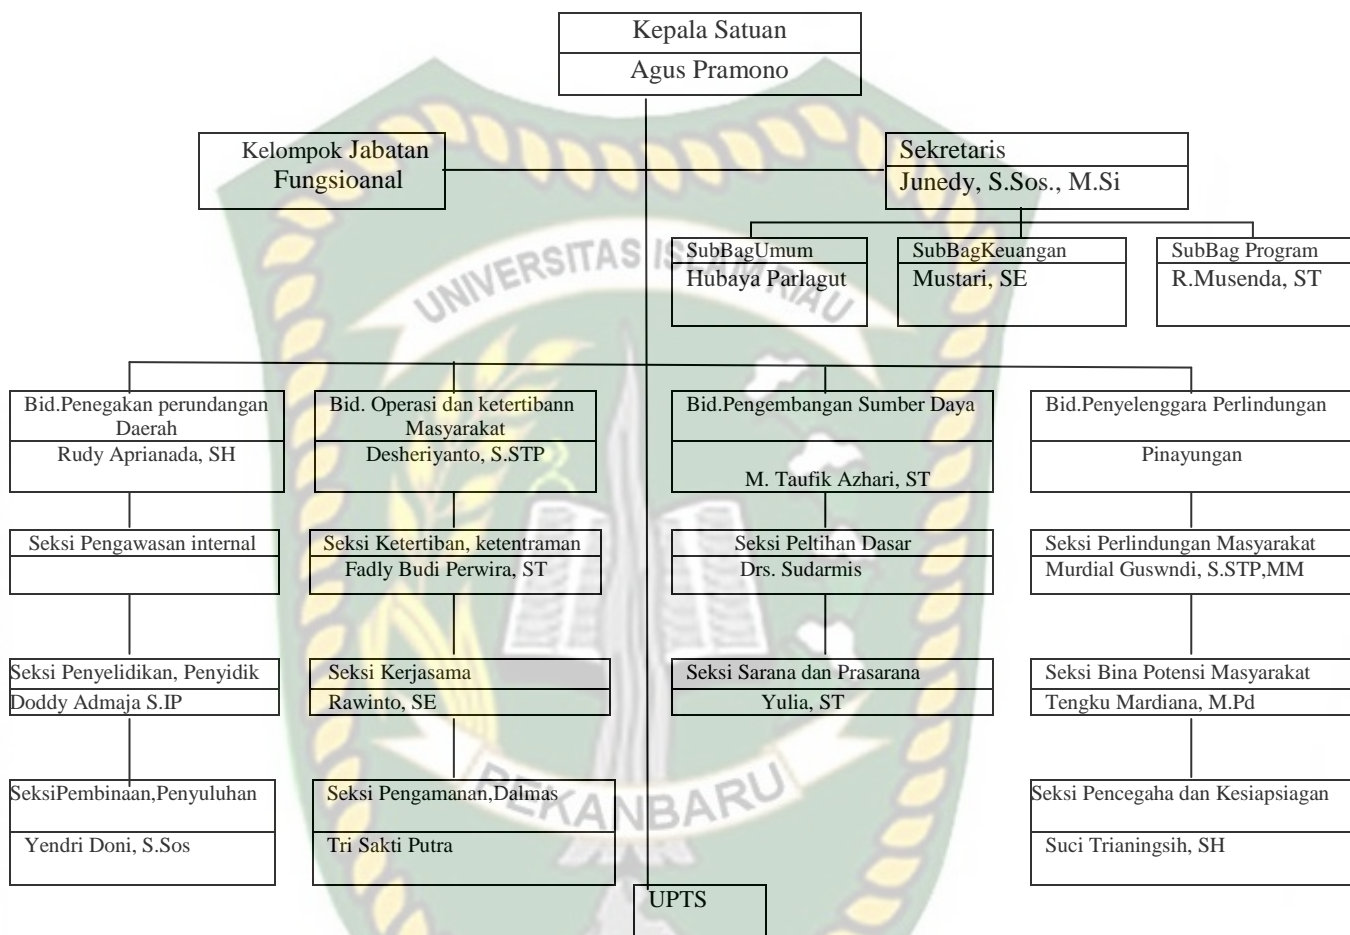 Kepala Satuan
Agus Pramono
Kelompok Jabatan
Fungsioanal
Sekretaris
Junedy, S.Sos., M.Si
SubBagUmum
Hubaya Parlagut
SubBagKeuangan
Mustari, SE
SubBag Program
R.Musenda, ST
UNIVERSITAS ISLAM RIAU
Bid.Penegakan perundangan
Daerah
Rudy Aprianada, SH
Bid. Operasi dan ketertibann
Masyarakat
Desheriyanto, S.STP
Bid.Pengembangan Sumber Daya
M. Taufik Azhari, ST
Bid.Penyelenggara Perlindungan
Pinayungan
Seksi Pengawasan internal
Seksi Ketertiban, ketentraman
Fadly Budi Perwira, ST
Seksi Peltihan Dasar
Drs. Sudarmis
Seksi Perlindungan Masyarakat
Murdial Guswndi, S.STP,MM
Seksi Penyelidikan, Penyidik
Doddy Admaja S.IP
Seksi Kerjasama
Rawinto, SE
Seksi Sarana dan Prasarana
Yulia, ST
Seksi Bina Potensi Masyarakat
Tengku Mardiana, M.Pd
SeksiPembinaan,Penyuluhan
Yendri Doni, S.Sos
Seksi Pengamanan,Dalmas
Tri Sakti Putra
PEKANBARU
Seksi Pencegaha dan Kesiapsiagan
Suci Trianingsih, SH
UPTS